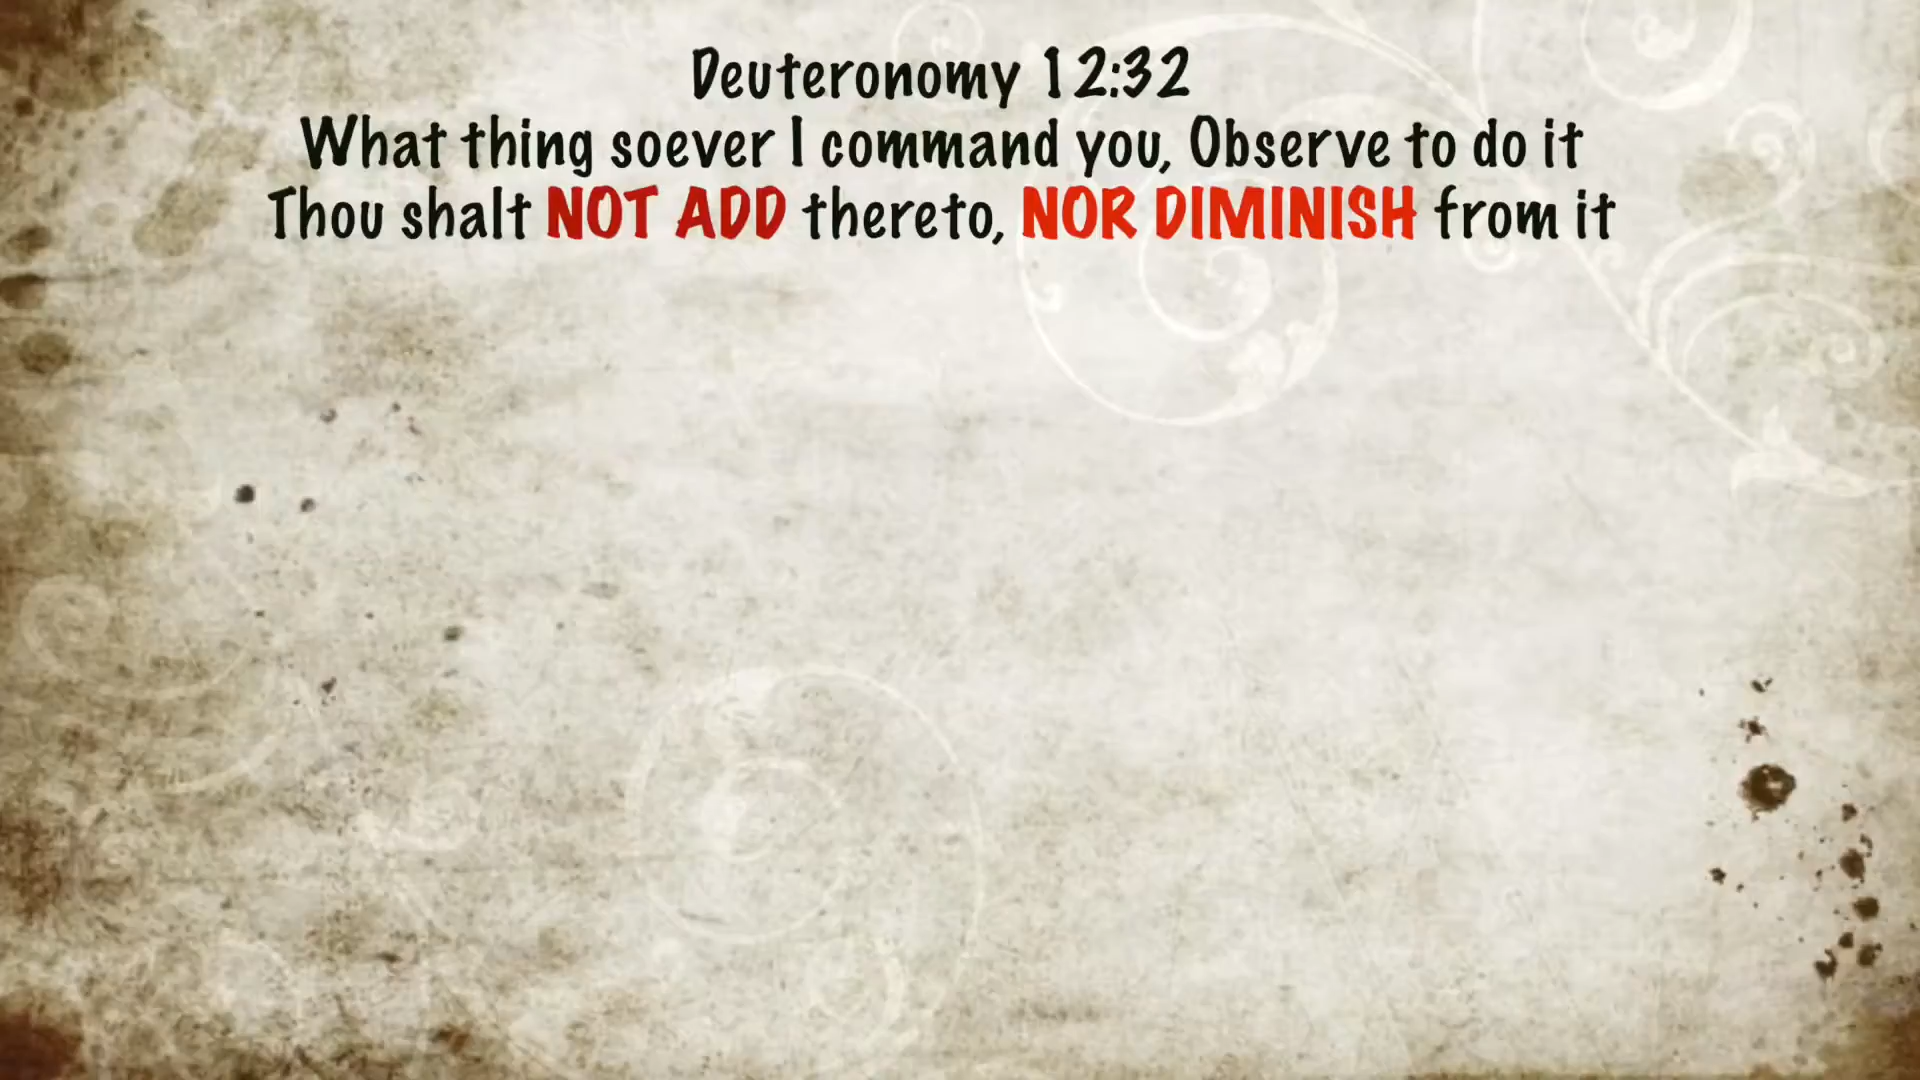 Deuteronomy 12:32
What thing soever I command you, Observe to do it
Thou shalt NOT ADD thereto, NOR DIMINISH from it